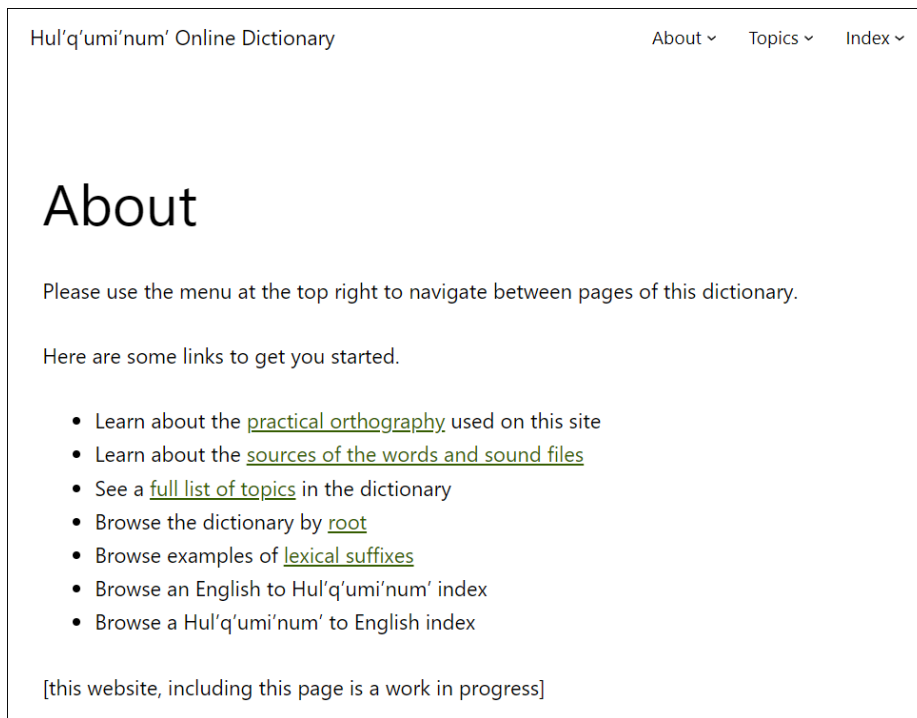 Hul’q’umi’num’ Online Dictionary
About
Topics
Index
About
Please use the menu at the top right to navigate between pages of this dictionary.
Here are some links to get you started.
• Learn about the practical orthography used on this site
• Learn about the sources of the words and sound files
• See a full list of topics in the dictionary
• Browse the dictionary by root
• Browse examples of lexical suffixes
• Browse an English to Hul’q’umi’num’ index
• Browse a Hul’q’umi’num’ to English index
[this website, including this page is a work in progress]